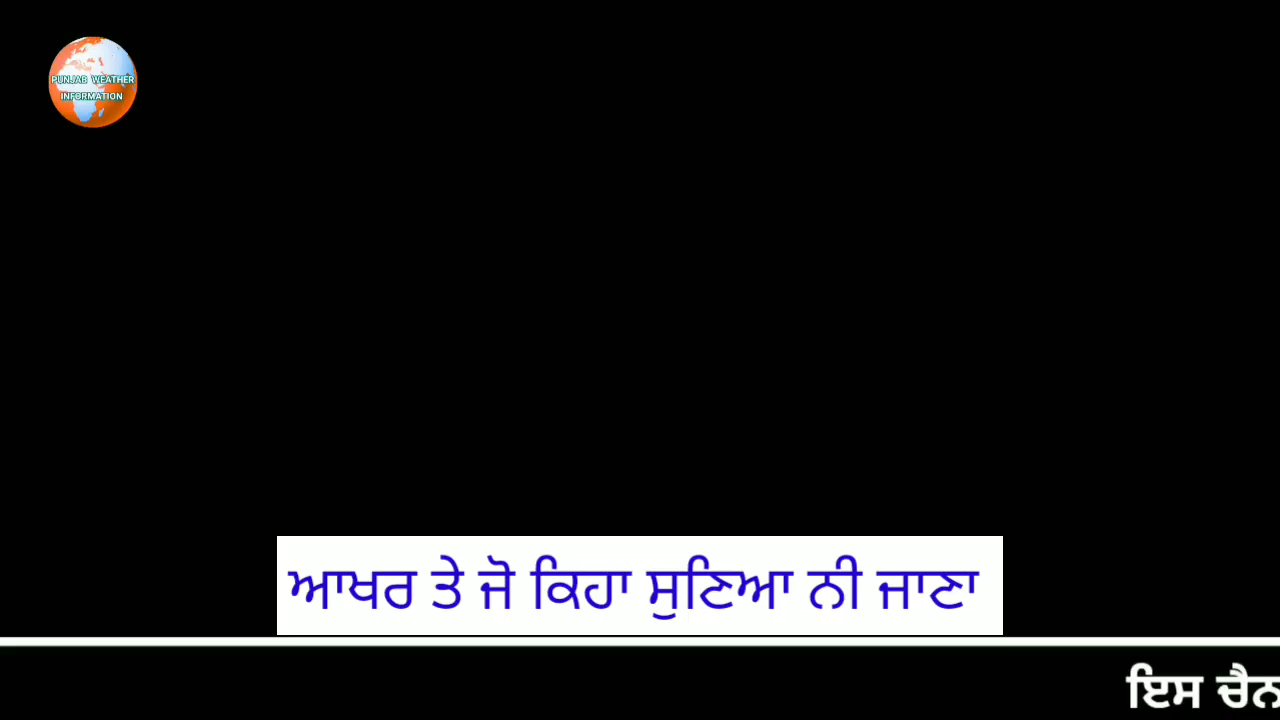 PUNJAB WEATHER
INFORMATION
ਆਖਰ ਤੇ ਜੋ ਕਿਹਾ ਸੁਣਿਆ ਨੀ ਜਾਣਾ
ਇਸ ਚੈਨ